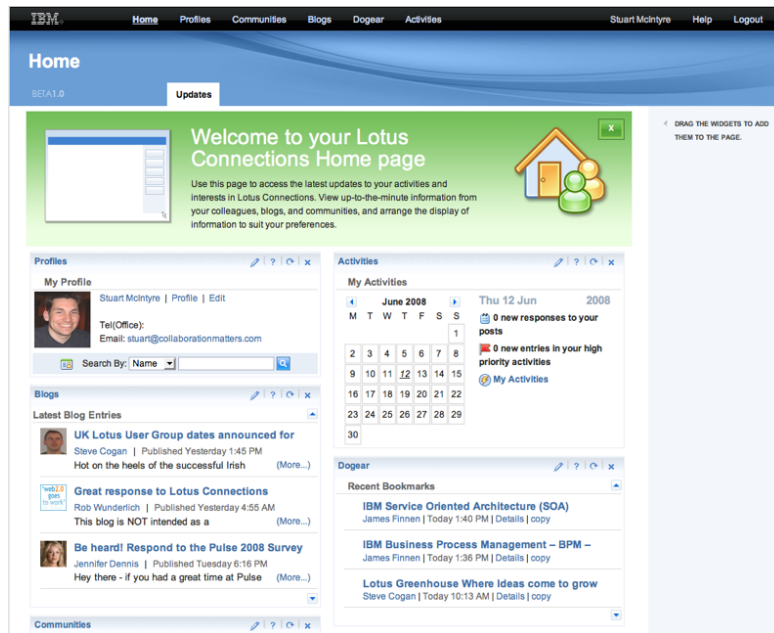 IBM
Home Profiles Communities Blogs Dogear Activities Stuart McIntyre Help Logout
Home
BETA1.0
Updates
DRAG THE WIDGETS TO ADD
THEM TO THE PAGE.
Welcome to your Lotus
Connections Home page
X
Use this page to access the latest updates to your activities and
interests in Lotus Connections. View up-to-the-minute information from
your colleagues, blogs, and communities, and arrange the display of
information to suit your preferences.
Profiles
My Profile
Stuart McIntyre | Profile | Edit
Tel(Office):
Email: stuart@collaborationmatters.com
Search By: Name
Blogs
Latest Blog Entries
UK Lotus User Group dates announced for
Steve Cogan | Published Yesterday 1:45 PM
Hot on the heels of the successful Irish (More...)
"web2.0
goes
to work"
Great response to Lotus Connections
Rob Wunderlich | Published Yesterday 4:55 AM
This blog is NOT intended as a (More...)
Be heard! Respond to the Pulse 2008 Survey
Jennifer Dennis | Published Tuesday 6:16 PM
Hey there - if you had a great time at Pulse (More...)
Communities
Activities
My Activities
June 2008
M T W T F S S
1
2 3 4 5 6 7 8
9 10 11 12 13 14 15
16 17 18 19 20 21 22
23 24 25 26 27 28 29
30
Thu 12 Jun 2008
0 new responses to your
posts
0 new entries in your high
priority activities
My Activities
Dogear
Recent Bookmarks
IBM Service Oriented Architecture (SOA)
James Finnen | Today 1:40 PM | Details | copy
IBM Business Process Management – BPM –
James Finnen | Today 1:36 PM | Details | copy
Lotus Greenhouse Where Ideas come to grow
Steve Cogan | Today 10:13 AM | Details | copy